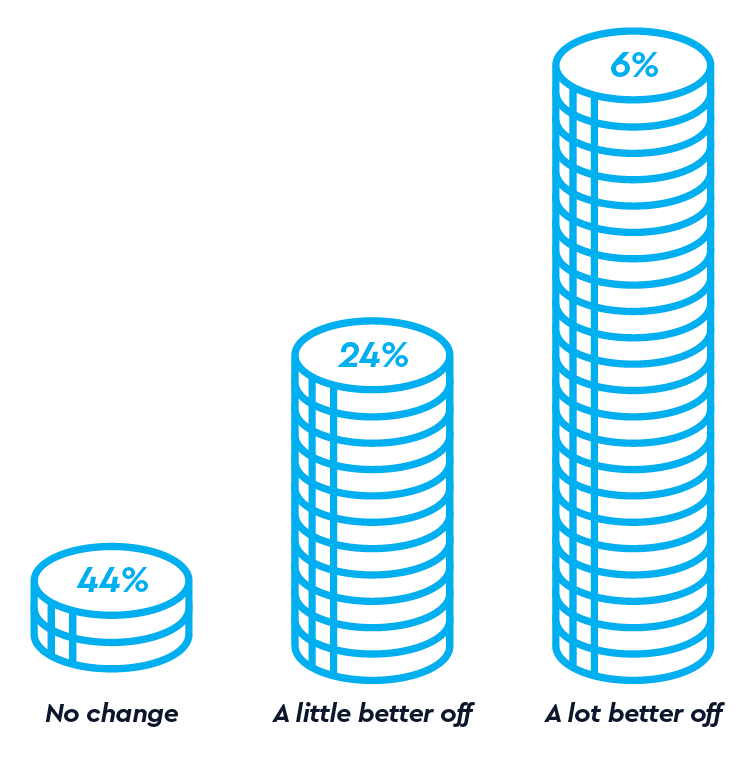 6%
24%
44%
No change
A little better off
A lot better off